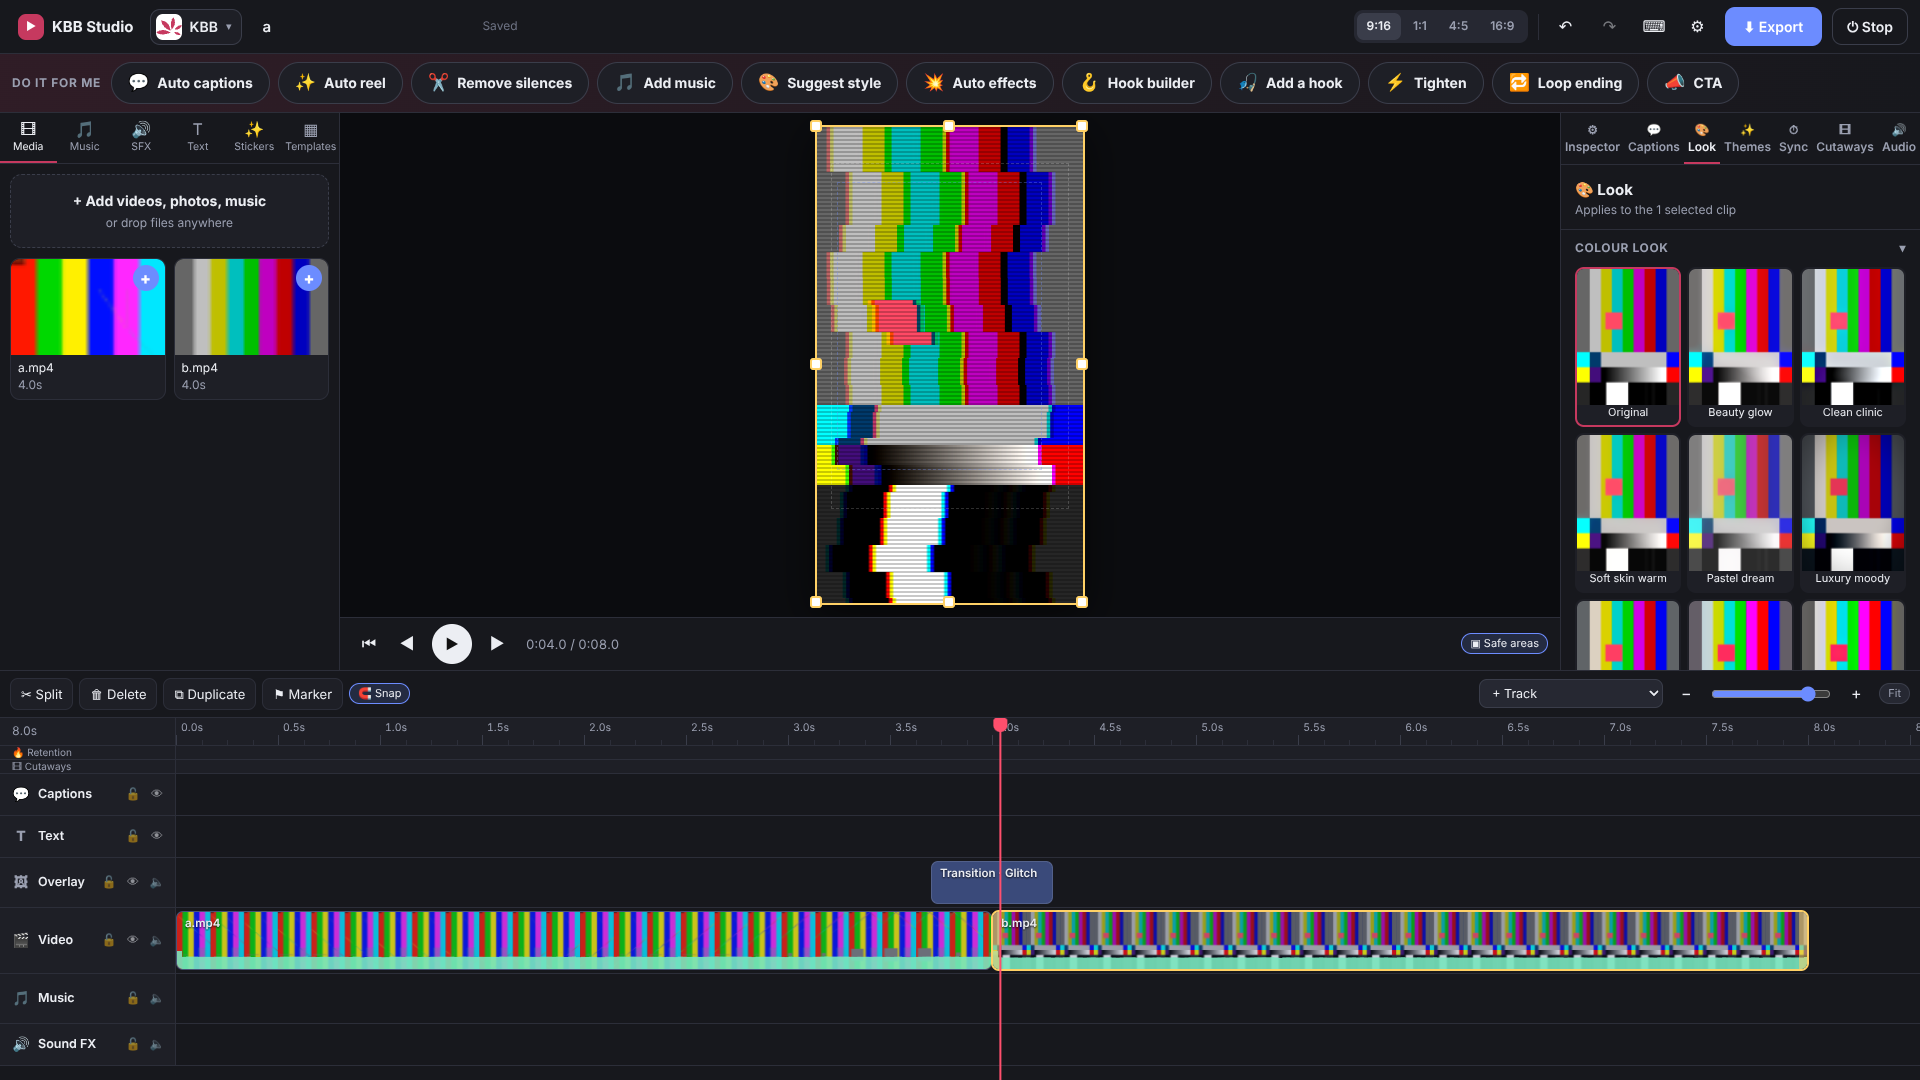 KBB Studio
KBB
a
Saved
9:16
1:1
4:5
16:9
Export
Stop
DO IT FOR ME
Auto captions
Auto reel
Remove silences
Add music
Suggest style
Auto effects
Hook builder
Add a hook
Tighten
Loop ending
CTA
Media
Music
SFX
Text
Stickers
Templates
+ Add videos, photos, music
or drop files anywhere
a.mp4
4.0s
b.mp4
4.0s
0:04.0 / 0:08.0
Safe areas
Inspector
Captions
Look
Themes
Sync
Cutaways
Audio
Look
Applies to the 1 selected clip
COLOUR LOOK
Original
Beauty glow
Clean clinic
Soft skin warm
Pastel dream
Luxury moody
Split
Delete
Duplicate
Marker
Snap
+ Track
Fit
8.0s
0.0s
0.5s
1.0s
1.5s
2.0s
2.5s
3.0s
3.5s
4.5s
5.0s
5.5s
6.0s
6.5s
7.0s
7.5s
8.0s
Retention
Cutaways
Captions
T Text
Overlay
Transition
Glitch
Video
a.mp4
b.mp4
Music
Sound FX